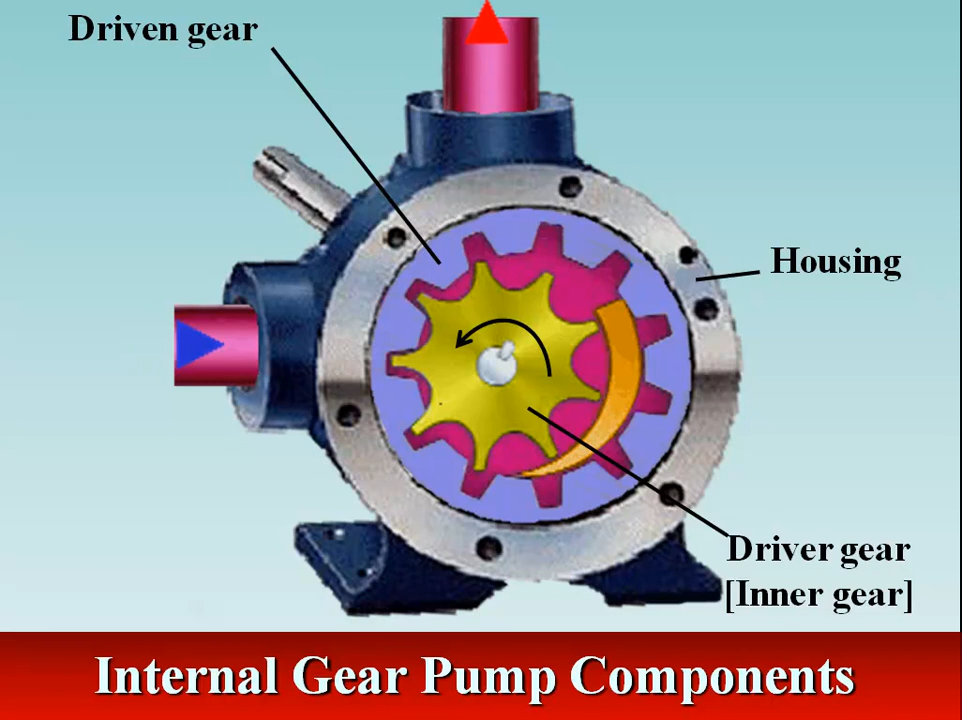 Driven gear
Housing
Driver gear
[Inner gear]
Internal Gear Pump Components